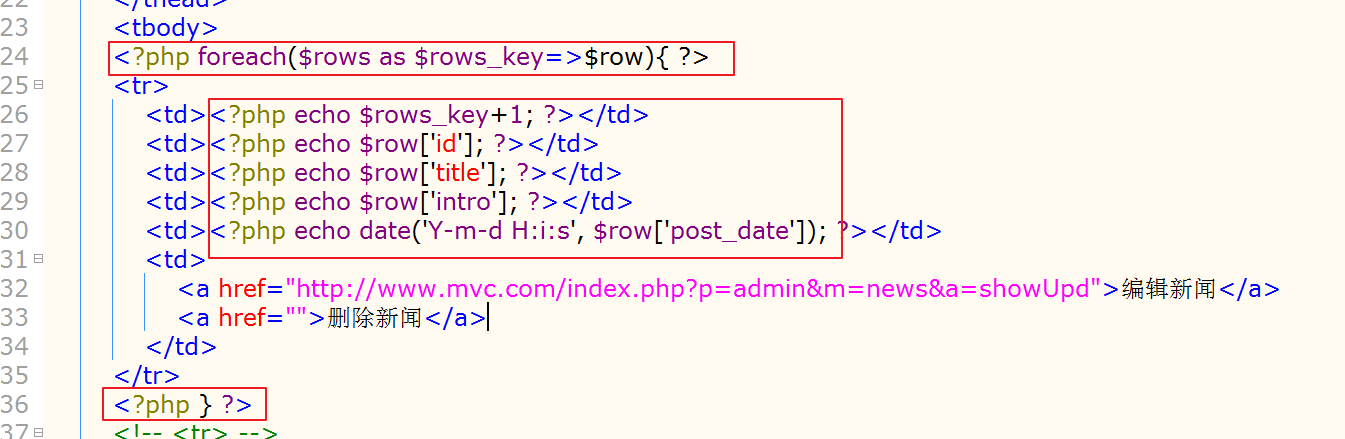 22 </thead>
23 <tbody>
24 <?php foreach($rows as $rows_key=>$row){ ?>
25 <tr>
26 <td><?php echo $rows_key+1; ?></td>
27 <td><?php echo $row['id']; ?></td>
28 <td><?php echo $row['title']; ?></td>
29 <td><?php echo $row['intro']; ?></td>
30 <td><?php echo date('Y-m-d H:i:s', $row['post_date']); ?></td>
31 <td>
32 <a href="http://www.mvc.com/index.php?p=admin&m=news&a=showUpd">编辑新闻</a>
33 <a href="">删除新闻</a>
34 </td>
35 </tr>
36 <?php } ?>
37 <!-- <tr> -->